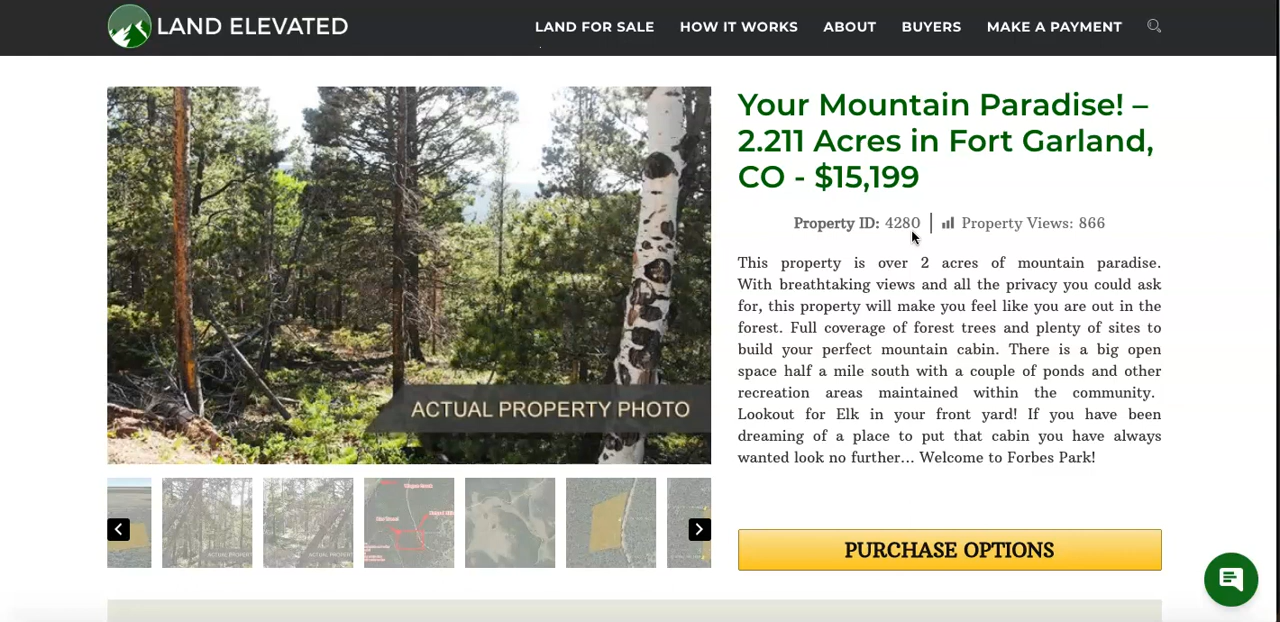 LAND ELEVATED
LAND FOR SALE HOW IT WORKS ABOUT BUYERS MAKE A PAYMENT
ACTUAL PROPERTY PHOTO
Your Mountain Paradise! –
2.211 Acres in Fort Garland,
CO - $15,199
Property ID: 4280 Property Views: 866
This property is over 2 acres of mountain paradise.
With breathtaking views and all the privacy you could ask
for, this property will make you feel like you are out in the
forest. Full coverage of forest trees and plenty of sites to
build your perfect mountain cabin. There is a big open
space half a mile south with a couple of ponds and other
recreation areas maintained within the community.
Lookout for Elk in your front yard! If you have been
dreaming of a place to put that cabin you have always
wanted look no further... Welcome to Forbes Park!
PURCHASE OPTIONS